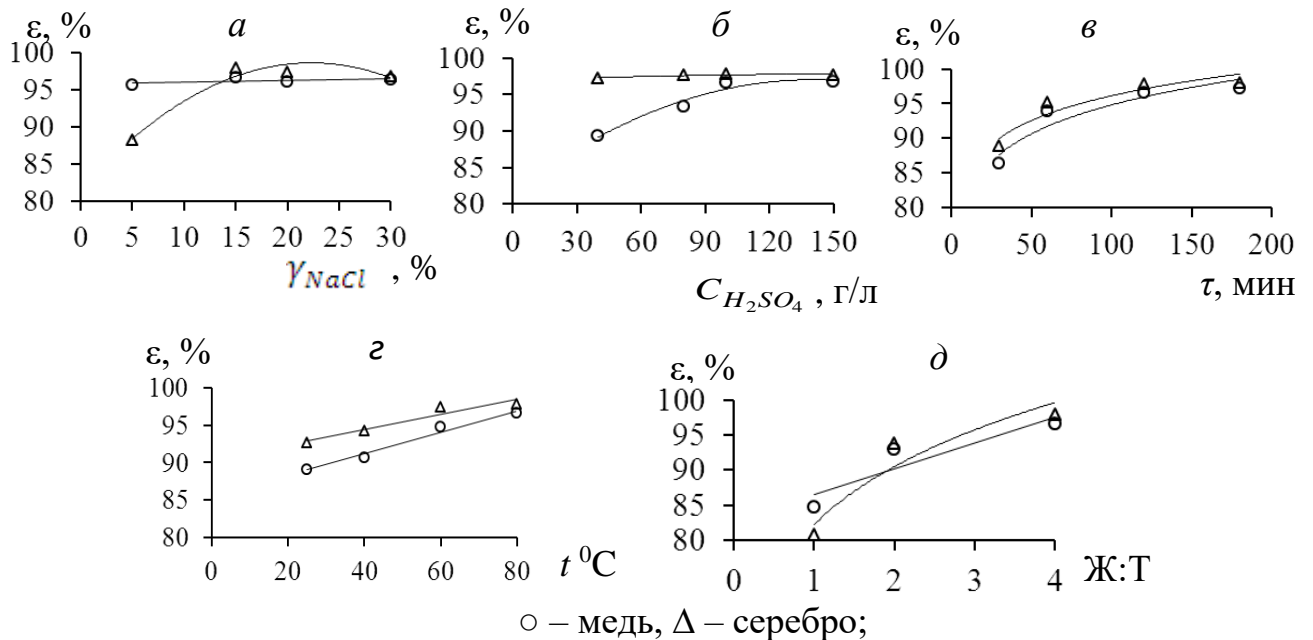 ε, %
а
100
95
90
85
80
0 5 10 15 20 25 30
γNaCl , %
ε, %
б
100
95
90
85
80
0 30 60 90 120 150
C H₂SO₄ , г/л
ε, %
в
100
95
90
85
80
0 50 100 150 200
τ, мин
ε, %
г
100
95
90
85
80
0 20 40 60 80
t ⁰C
ε, %
д
100
95
90
85
80
0 1 2 3 4
Ж:Т
○ – медь, Δ – серебро;